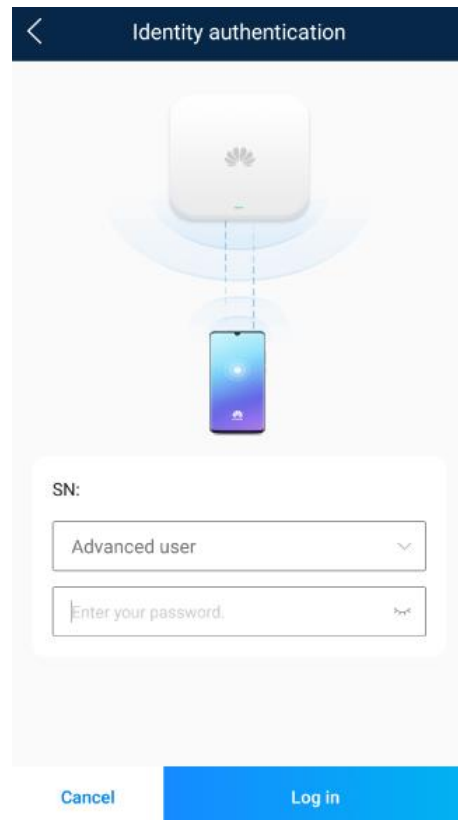 Identity authentication
SN:
Advanced user
Enter your password.
Cancel
Log in